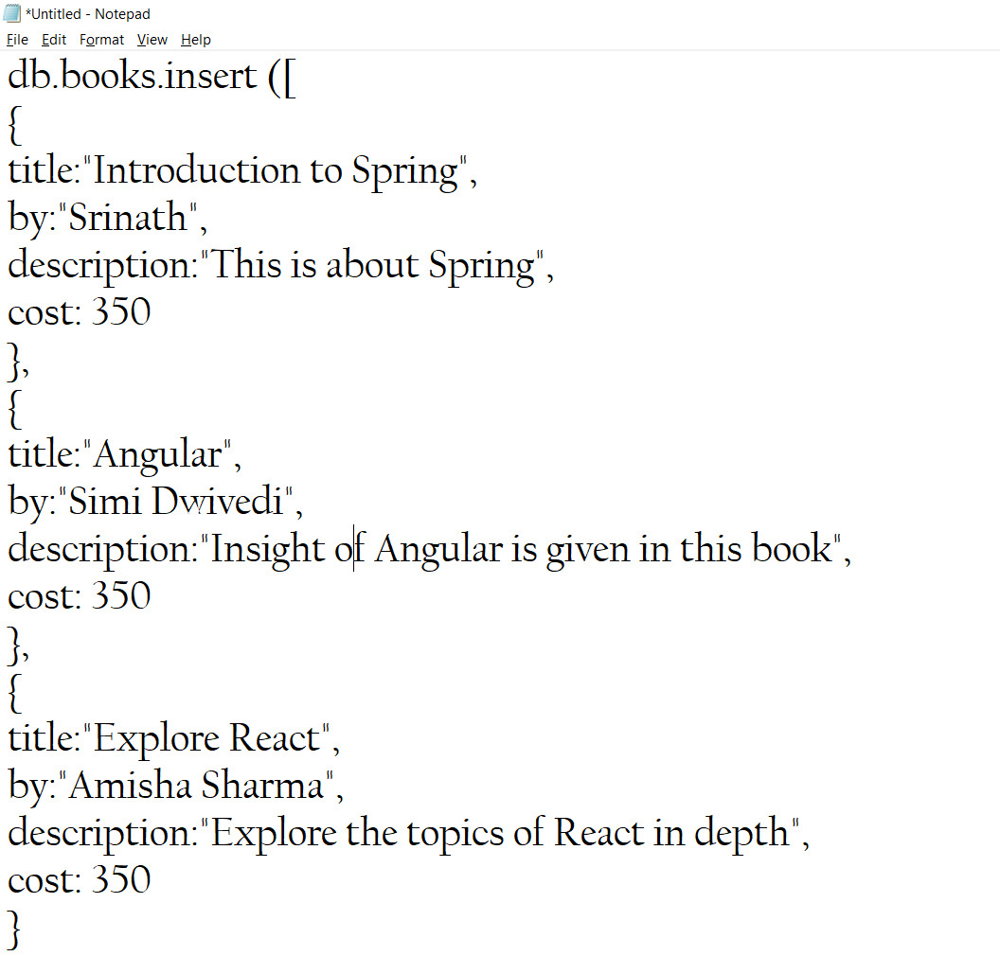 *Untitled - Notepad
File Edit Format View Help
db.books.insert ([
{
title:"Introduction to Spring",
by:"Srinath",
description:"This is about Spring",
cost: 350
},
{
title:"Angular",
by:"Simi Dwivedi",
description:"Insight of Angular is given in this book",
cost: 350
},
{
title:"Explore React",
by:"Amisha Sharma",
description:"Explore the topics of React in depth",
cost: 350
}